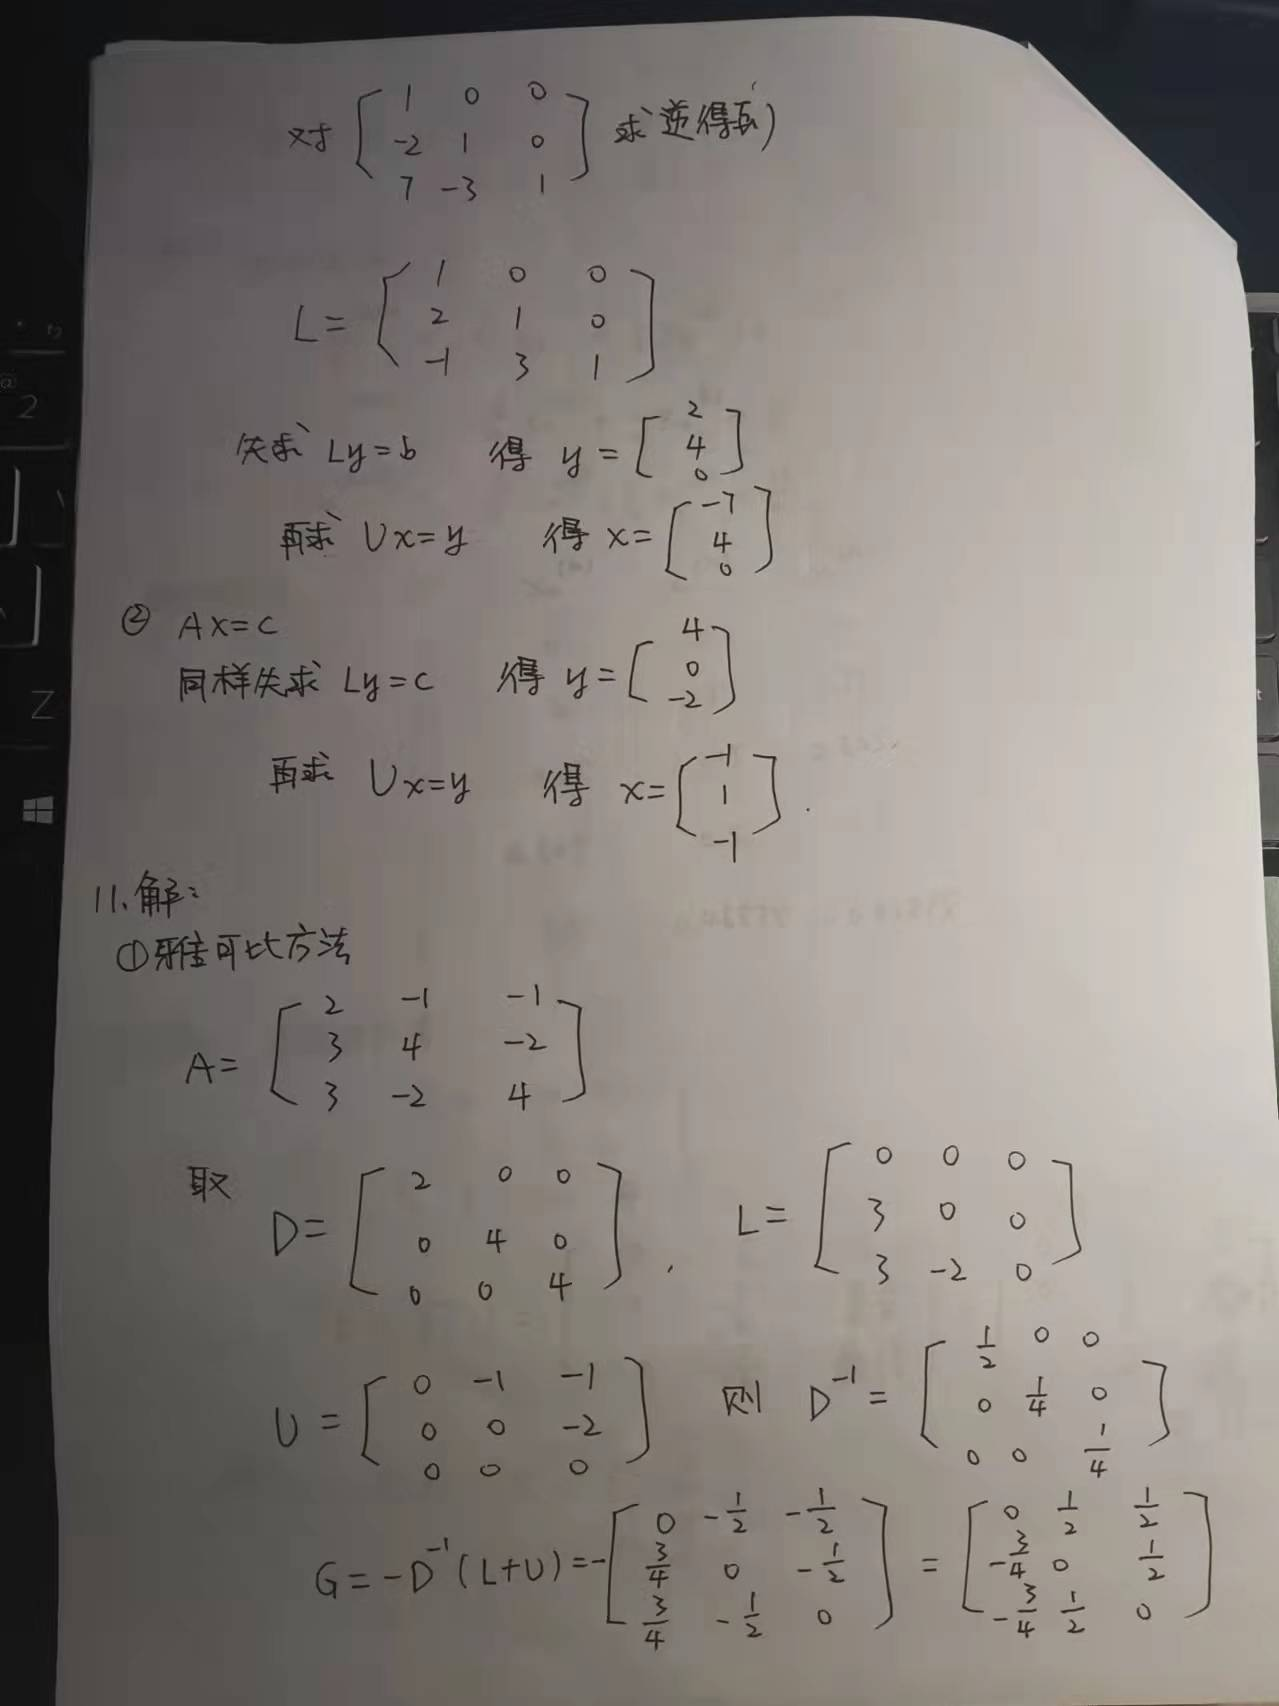 对 [1 0 0; -2 1 0; 7 -3 1] 求逆得到
L = [1 0 0; 2 1 0; -1 3 1]
先求 Ly=b 得 y = [2; 4; 0]
再求 Ux=y 得 x = [-7; 4; 0]
② Ax=c
同样先求 Ly=c 得 y = [4; 0; -2]
再求 Ux=y 得 x = [-1; 1; -1].
11.解:
①雅可比方法
A = [2 -1 -1; 3 4 -2; 3 -2 4]
取 D = [2 0 0; 0 4 0; 0 0 4], L = [0 0 0; 3 0 0; 3 -2 0]
U = [0 -1 -1; 0 0 -2; 0 0 0] 则 D⁻¹ = [1/2 0 0; 0 1/4 0; 0 0 1/4]
G = -D⁻¹(L+U) = -[0 -1/2 -1/2; 3/4 0 -1/2; 3/4 -1/2 0] = [0 1/2 1/2; -3/4 0 1/2; -3/4 1/2 0]
@
2
Z